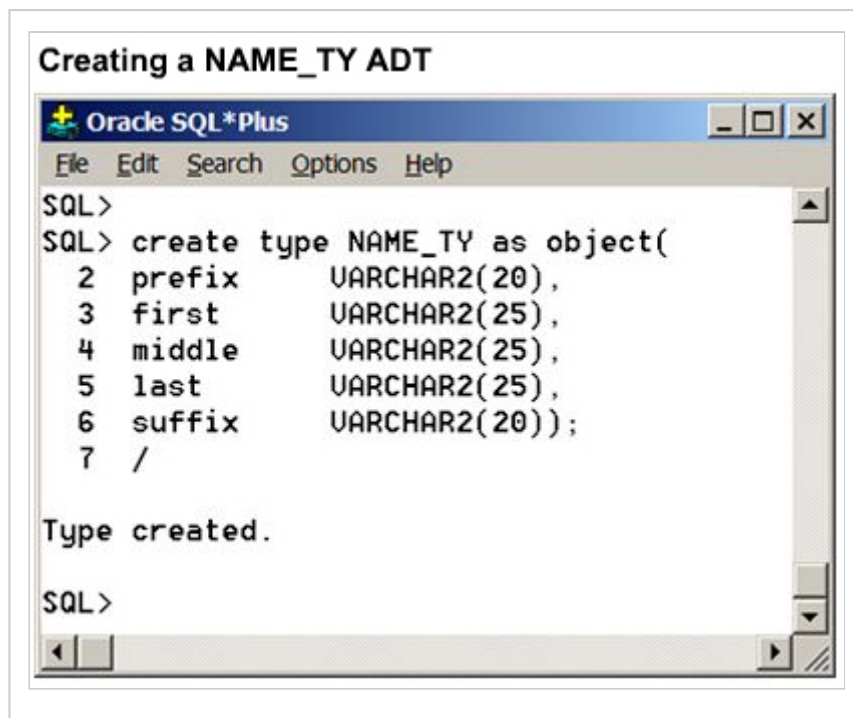 Creating a NAME_TY ADT
Oracle SQL*Plus
File Edit Search Options Help
SQL>
SQL> create type NAME_TY as object(
2 prefix VARCHAR2(20),
3 first VARCHAR2(25),
4 middle VARCHAR2(25),
5 last VARCHAR2(25),
6 suffix VARCHAR2(20));
7 /
Type created.
SQL>